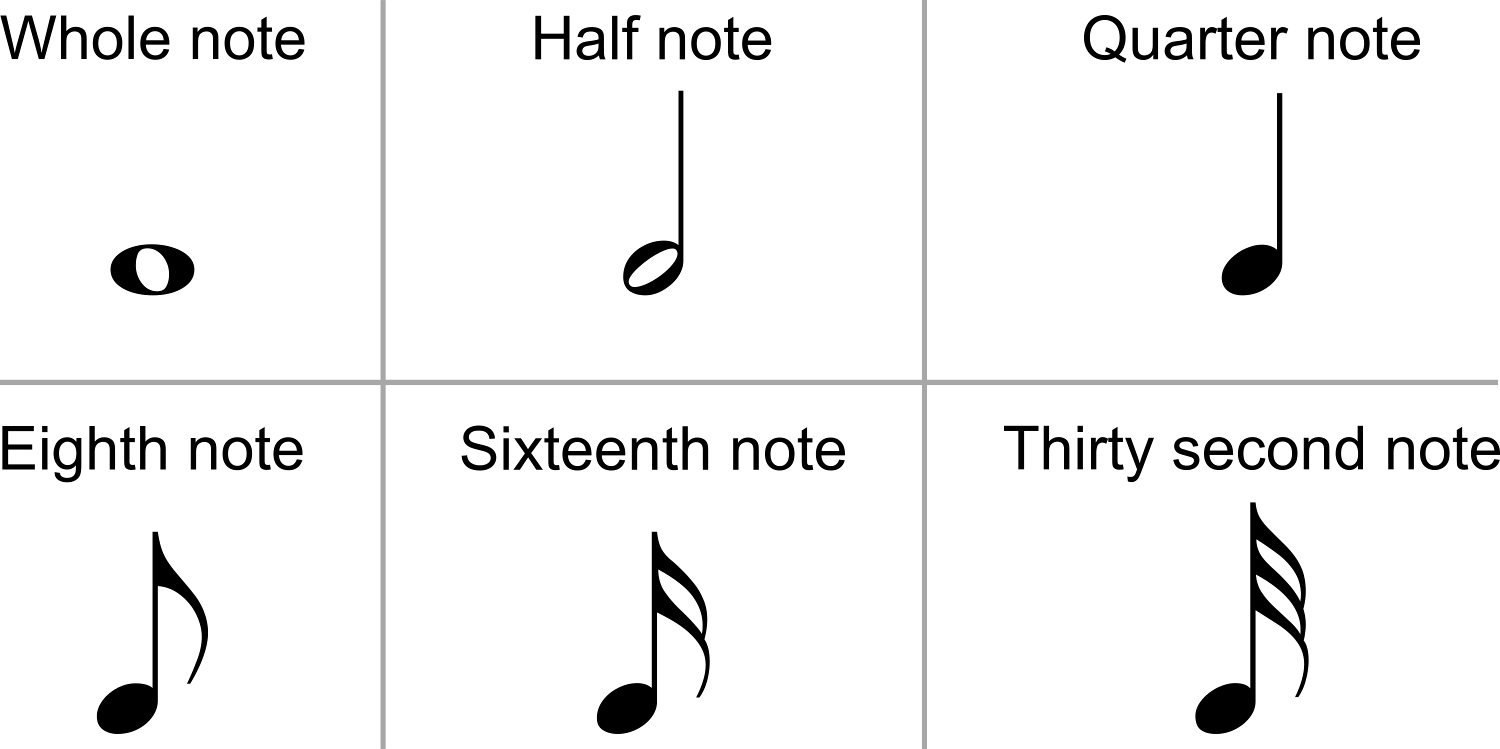 Whole note
Half note
Quarter note
Eighth note
Sixteenth note
Thirty second note